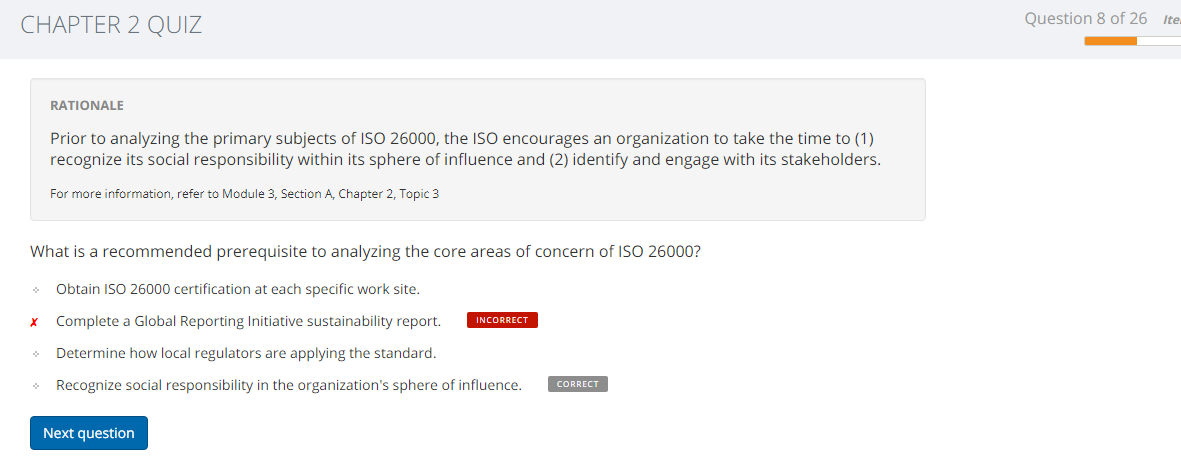 CHAPTER 2 QUIZ
Question 8 of 26
RATIONALE
Prior to analyzing the primary subjects of ISO 26000, the ISO encourages an organization to take the time to (1)
recognize its social responsibility within its sphere of influence and (2) identify and engage with its stakeholders.
For more information, refer to Module 3, Section A, Chapter 2, Topic 3
What is a recommended prerequisite to analyzing the core areas of concern of ISO 26000?
Obtain ISO 26000 certification at each specific work site.
✗ Complete a Global Reporting Initiative sustainability report. INCORRECT
Determine how local regulators are applying the standard.
Recognize social responsibility in the organization's sphere of influence. CORRECT
Next question